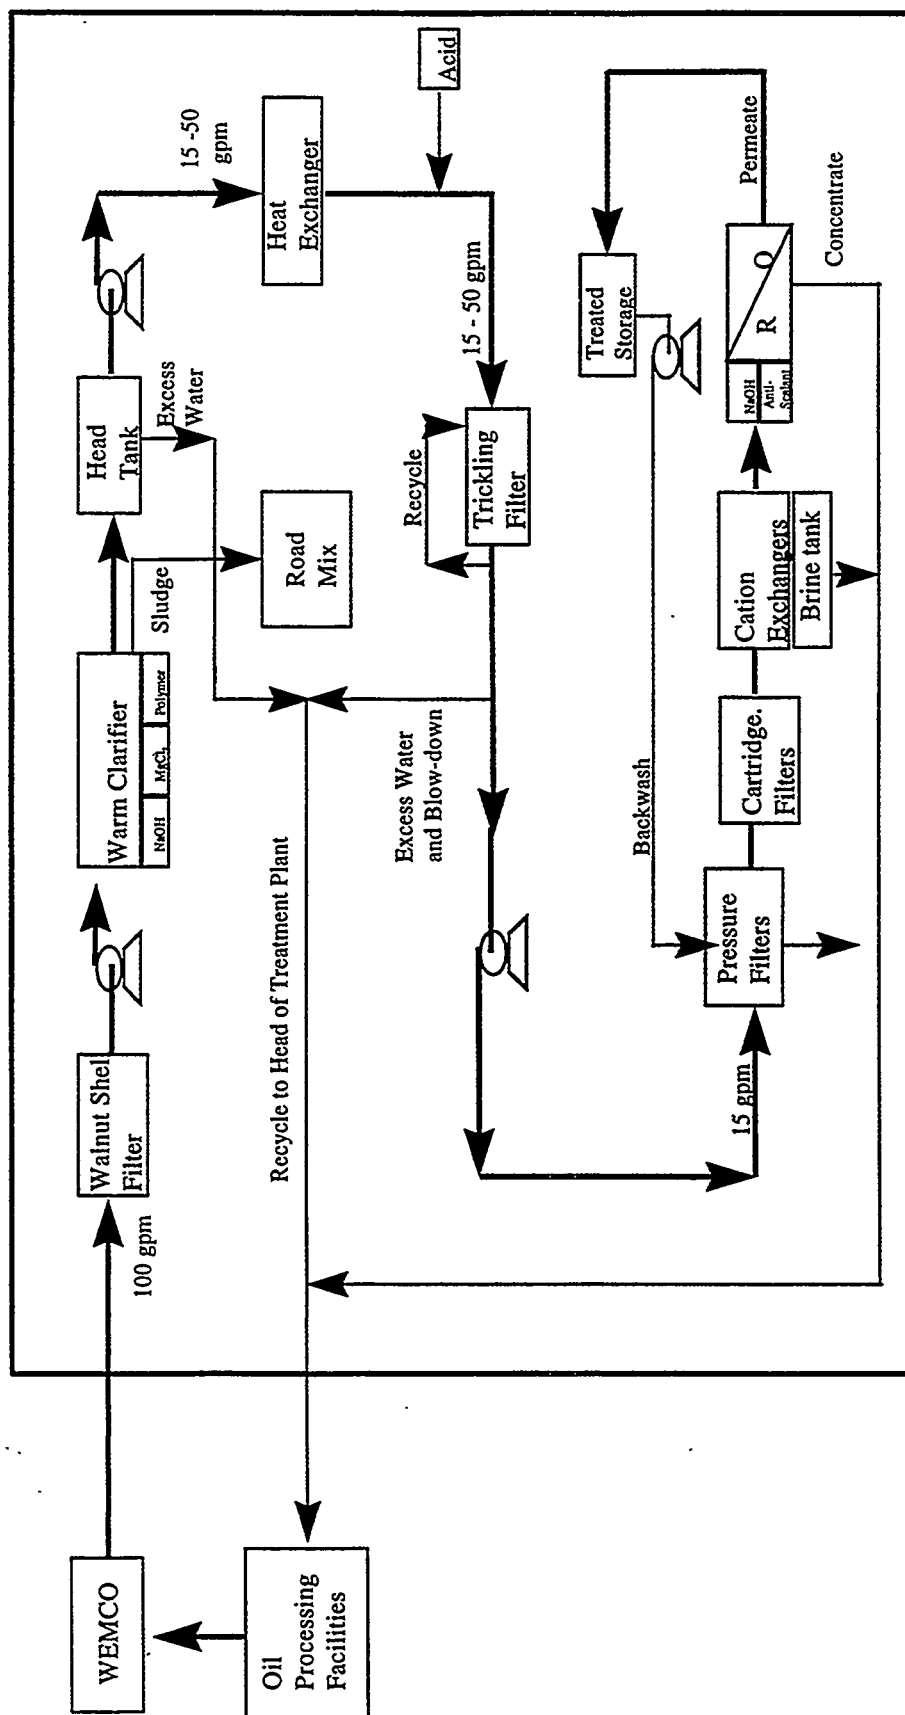 WEMCO
Oil
Processing
Facilities
100 gpm
Walnut Shel
Filter
Warm Clarifier
NaOH
MgCl₂
Polymer
Sludge
Road
Mix
Head
Tank
Excess
Water
15 -50
gpm
Heat
Exchanger
Acid
15 - 50 gpm
Recycle
Trickling
Filter
Excess Water
and Blow-down
Recycle to Head of Treatment Plant
15 gpm
Pressure
Filters
Backwash
Cartridge.
Filters
Cation
Exchangers
Brine tank
NaOH
Anti-
Scalant
R O
Permeate
Concentrate
Treated
Storage